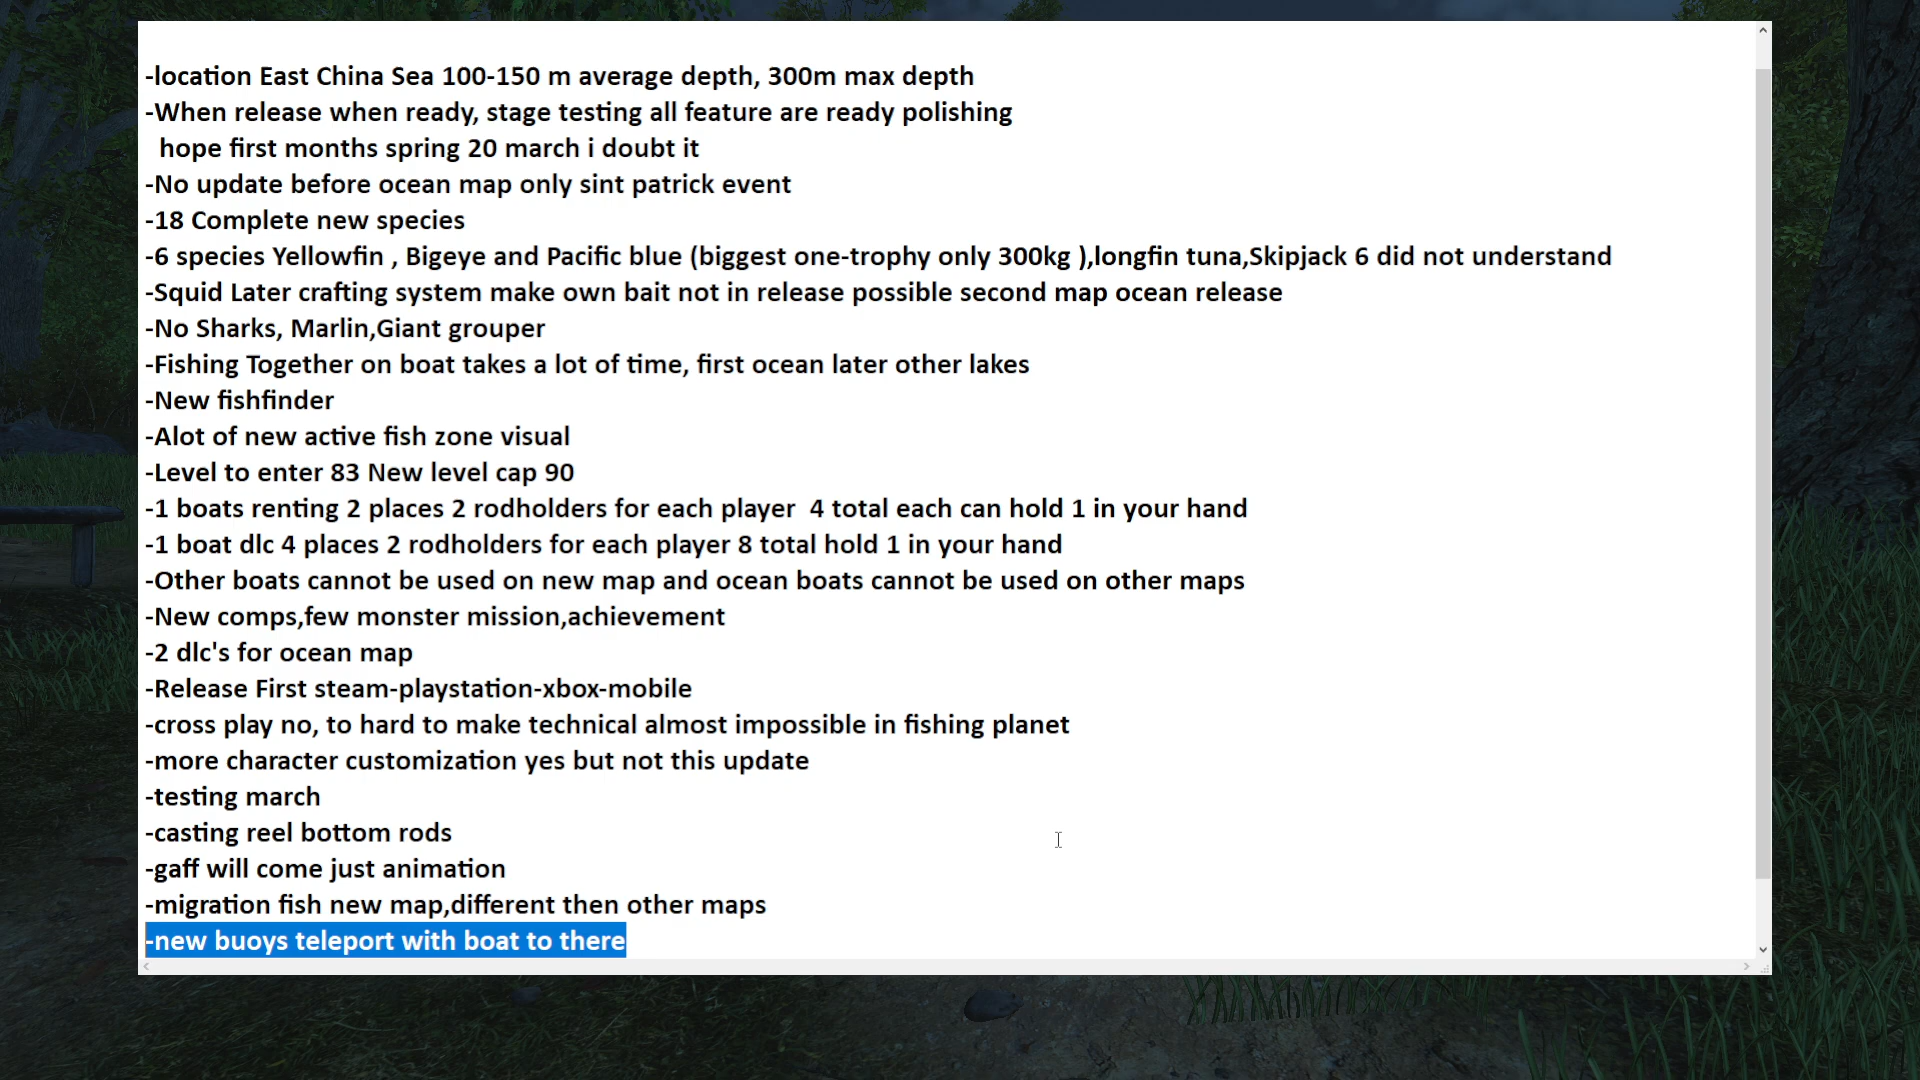 -location East China Sea 100-150 m average depth, 300m max depth
-When release when ready, stage testing all feature are ready polishing
hope first months spring 20 march i doubt it
-No update before ocean map only sint patrick event
-18 Complete new species
-6 species Yellowfin , Bigeye and Pacific blue (biggest one-trophy only 300kg ),longfin tuna,Skipjack 6 did not understand
-Squid Later crafting system make own bait not in release possible second map ocean release
-No Sharks, Marlin,Giant grouper
-Fishing Together on boat takes a lot of time, first ocean later other lakes
-New fishfinder
-Alot of new active fish zone visual
-Level to enter 83 New level cap 90
-1 boats renting 2 places 2 rodholders for each player  4 total each can hold 1 in your hand
-1 boat dlc 4 places 2 rodholders for each player 8 total hold 1 in your hand
-Other boats cannot be used on new map and ocean boats cannot be used on other maps
-New comps,few monster mission,achievement
-2 dlc's for ocean map
-Release First steam-playstation-xbox-mobile
-cross play no, to hard to make technical almost impossible in fishing planet
-more character customization yes but not this update
-testing march
-casting reel bottom rods
-gaff will come just animation
-migration fish new map,different then other maps
-new buoys teleport with boat to there